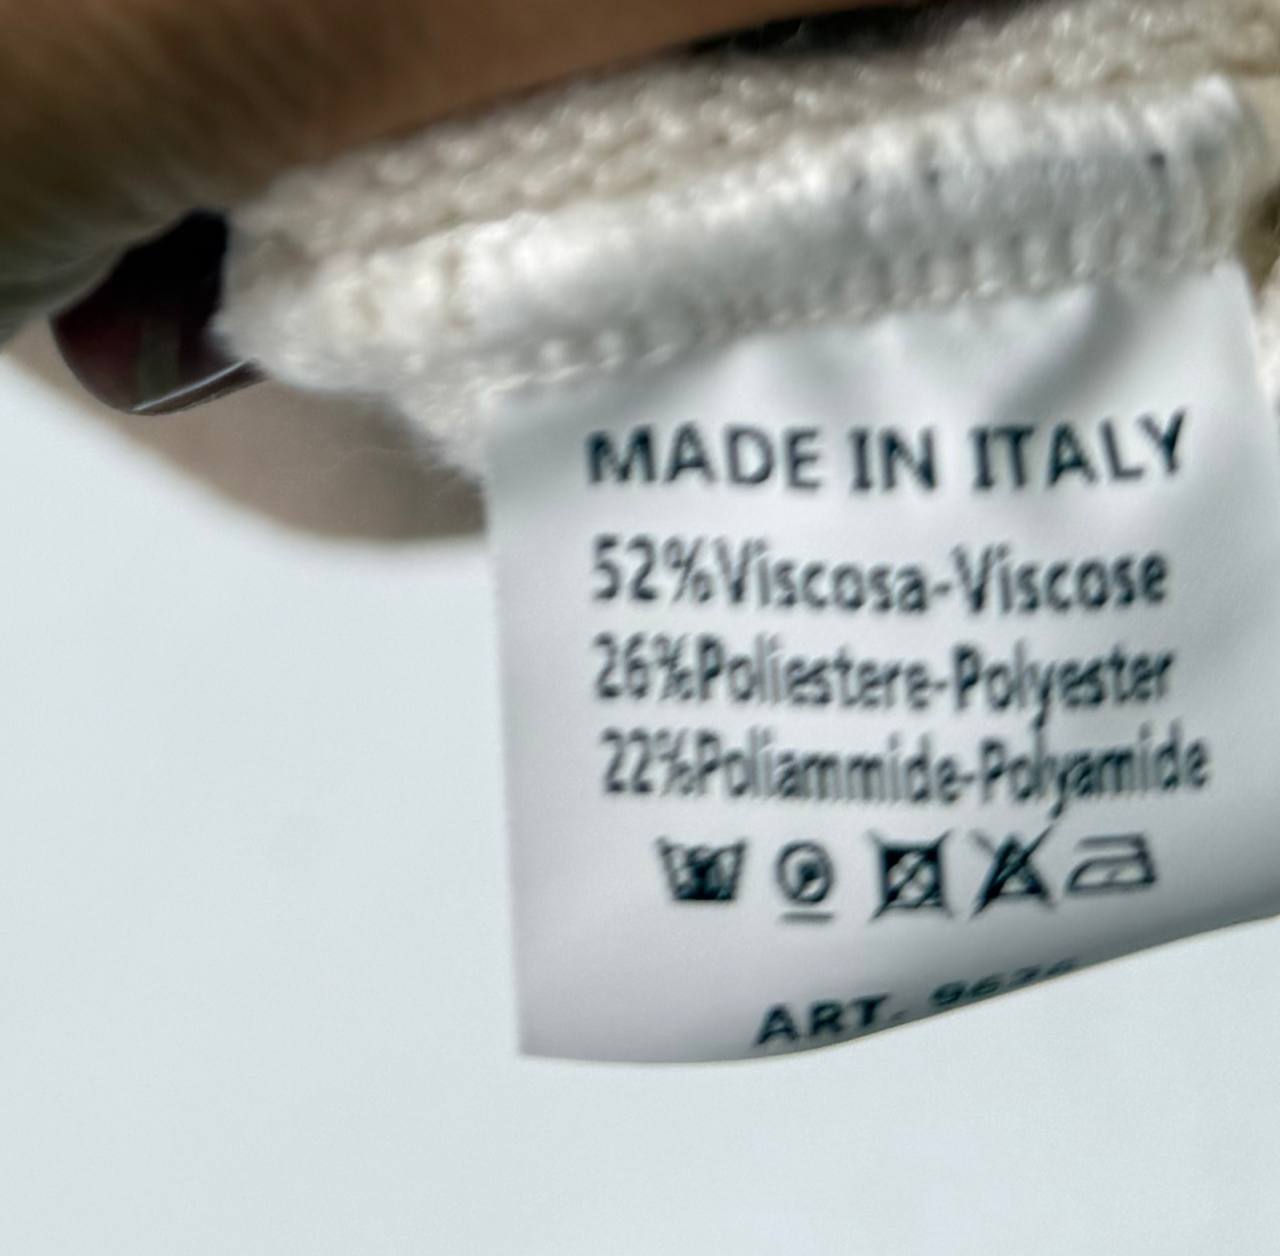 MADE IN ITALY
52%Viscosa-Viscose
26%Poliestere-Polyester
22%Poliammide-Polyamide
ART.